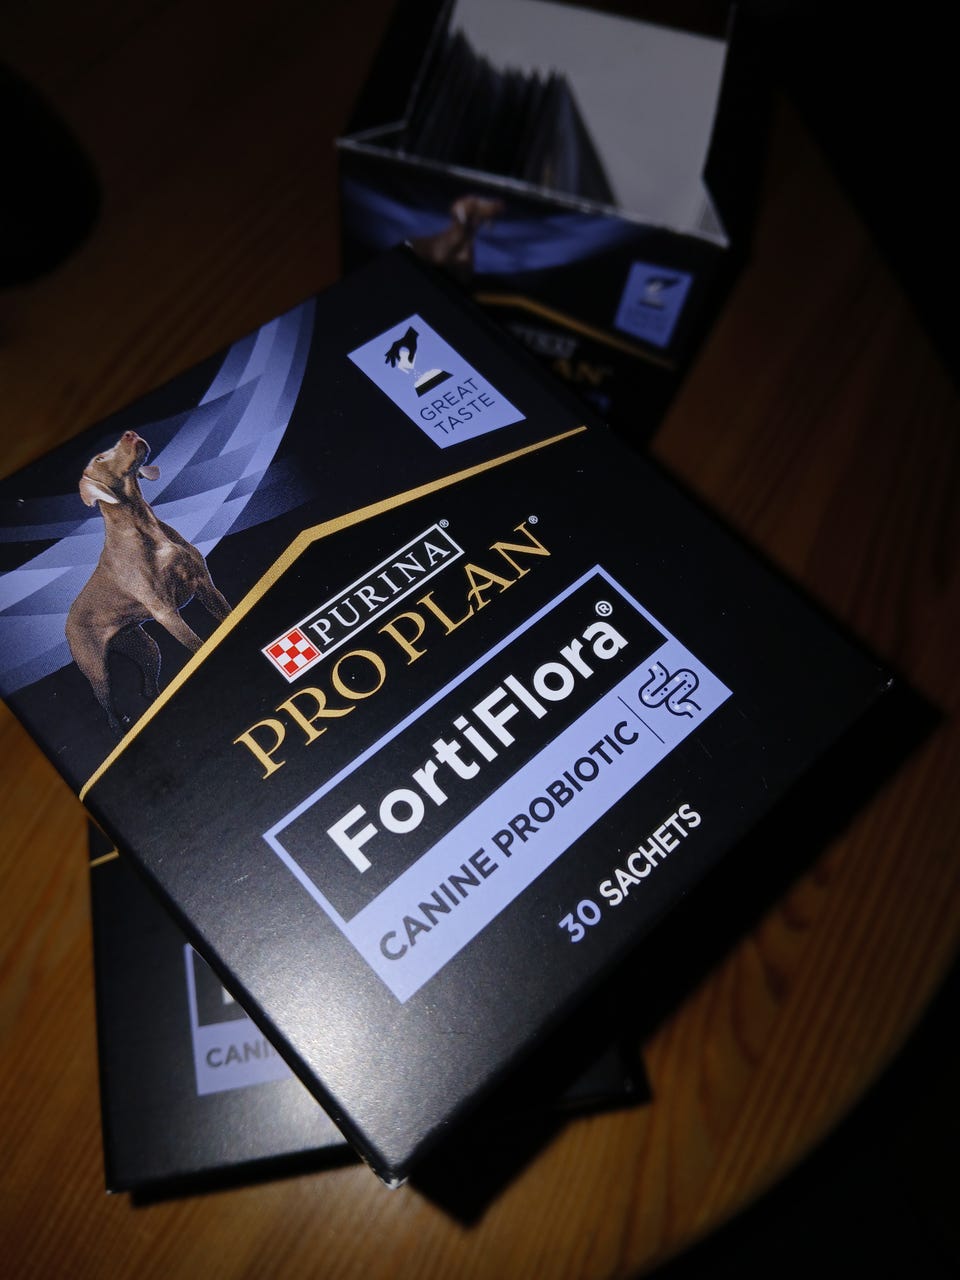 GREAT
TASTE
PURINA®
PRO PLAN®
FortiFlora®
CANINE PROBIOTIC
30 SACHETS
CANI